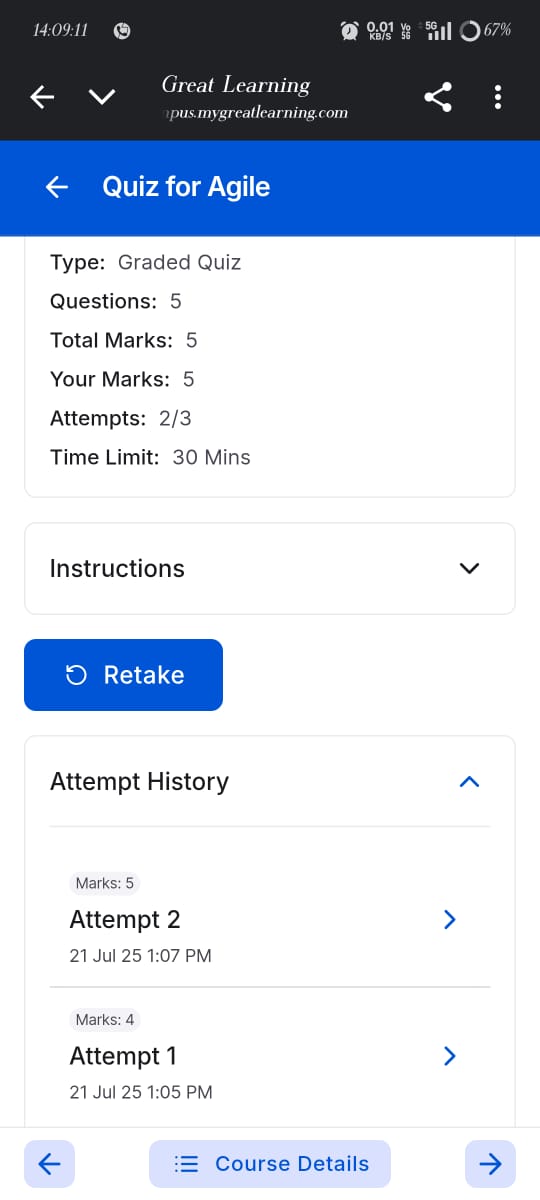 14:09:11
0.01 KB/S
Vo 5G
5G
67%
Great Learning
pus.mygreatlearning.com
Quiz for Agile
Type: Graded Quiz
Questions: 5
Total Marks: 5
Your Marks: 5
Attempts: 2/3
Time Limit: 30 Mins
Instructions
Retake
Attempt History
Marks: 5
Attempt 2
21 Jul 25 1:07 PM
Marks: 4
Attempt 1
21 Jul 25 1:05 PM
Course Details